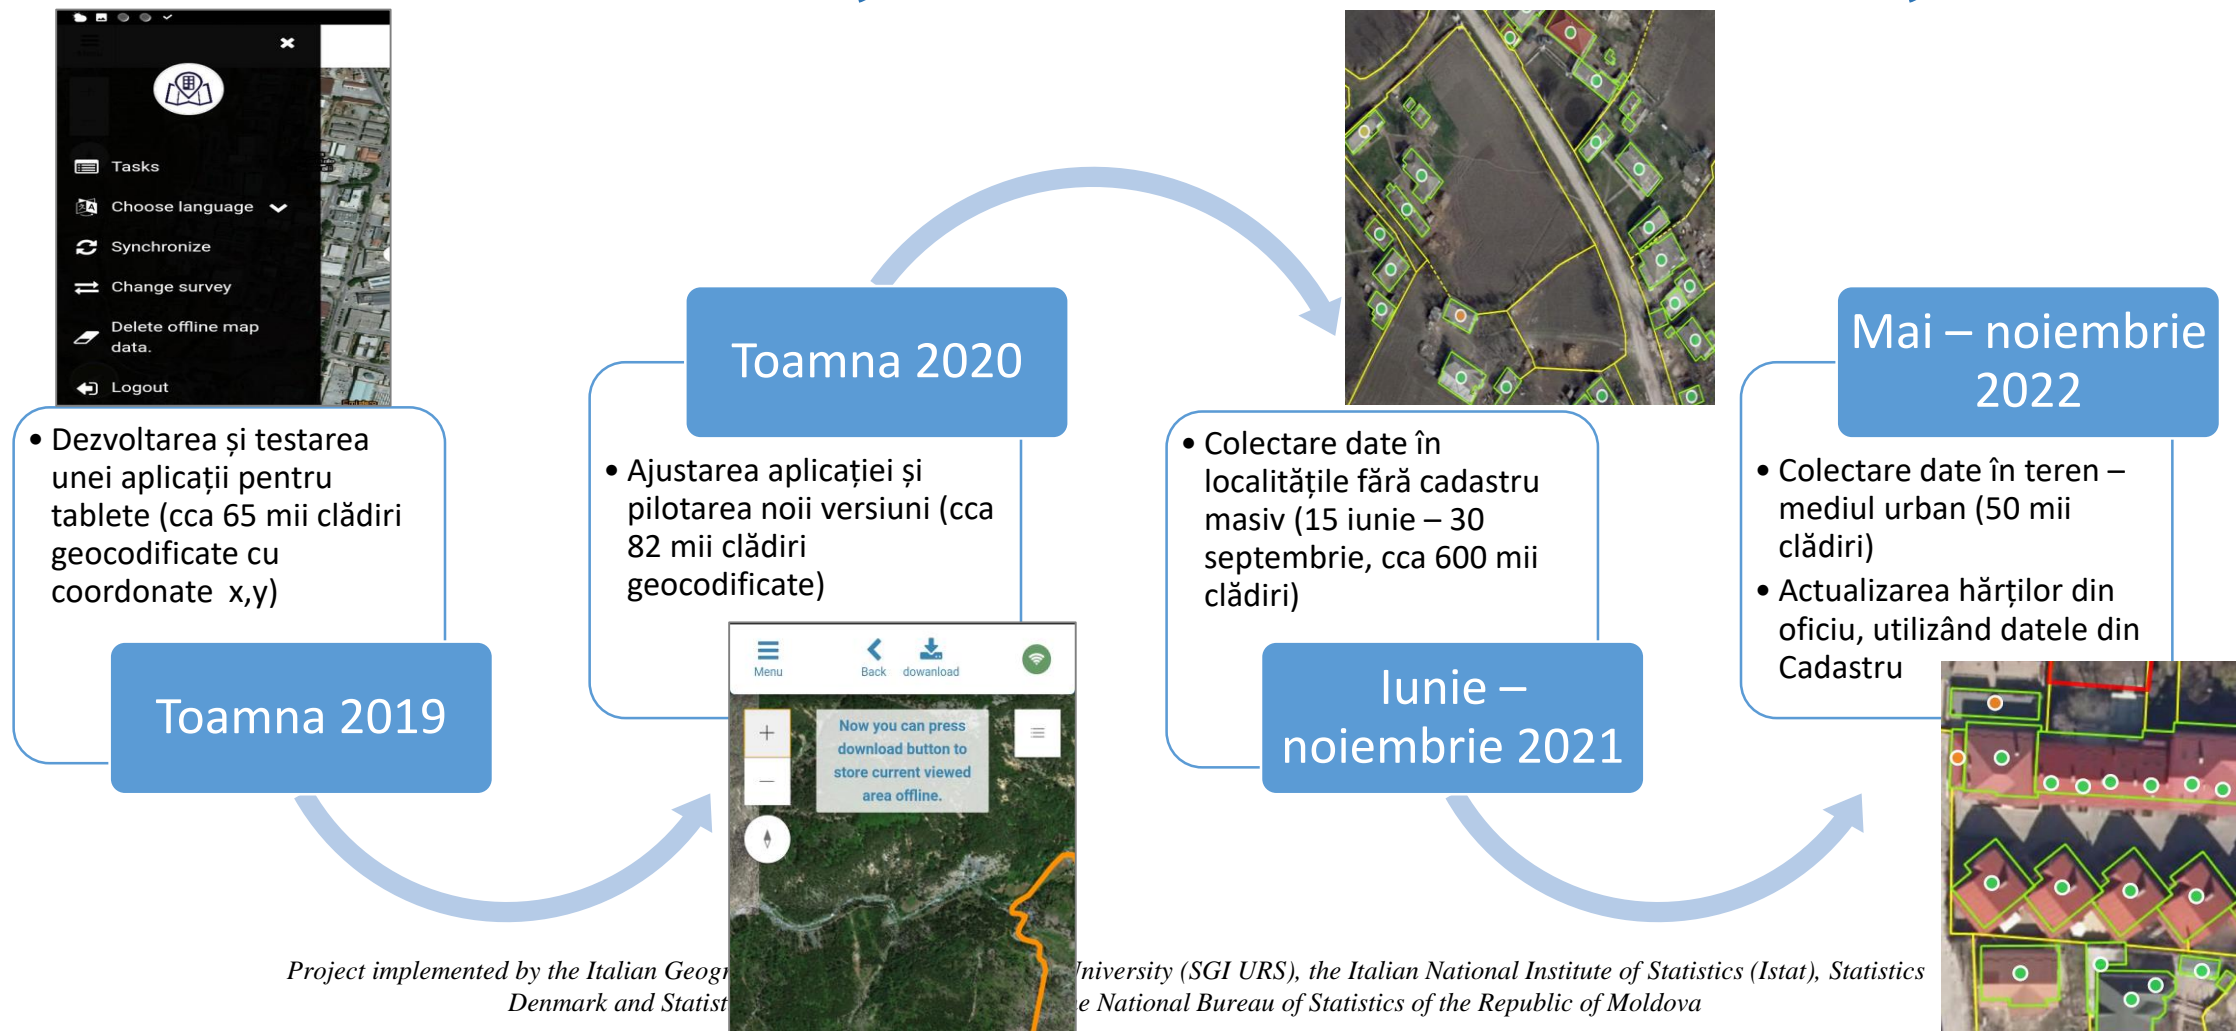 Tasks
Choose language
Synchronize
Change survey
Delete offline map
data.
Logout
• Dezvoltarea și testarea
unei aplicații pentru
tablete (cca 65 mii clădiri
geocodificate cu
coordonate x,y)
Toamna 2019
Toamna 2020
• Ajustarea aplicației și
pilotarea noii versiuni (cca
82 mii clădiri
geocodificate)
Menu
Back
dowanload
Now you can press
download button to
store current viewed
area offline.
• Colectare date în
localitățile fără cadastru
masiv (15 iunie – 30
septembrie, cca 600 mii
clădiri)
Iunie –
noiembrie 2021
Mai – noiembrie
2022
• Colectare date în teren –
mediul urban (50 mii
clădiri)
• Actualizarea hărților din
oficiu, utilizând datele din
Cadastru
Project implemented by the Italian University (SGI URS), the Italian National Institute of Statistics (Istat), Statistics
Denmark and National Bureau of Statistics of the Republic of Moldova